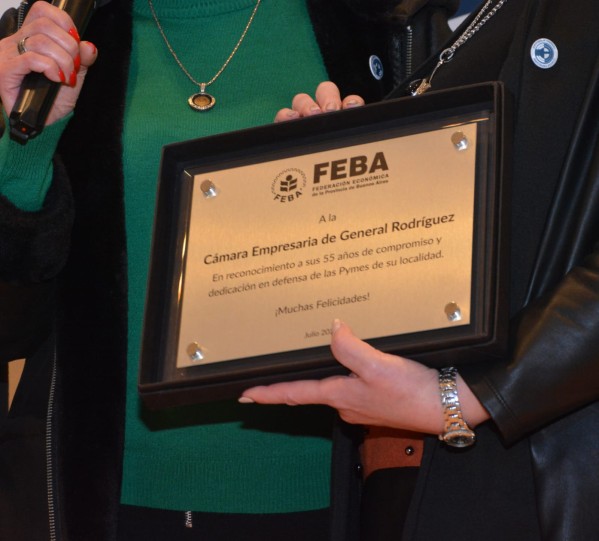 FEBA
FEBA
FEDERACIÓN ECONÓMICA
de la Provincia de Buenos Aires
A la
Cámara Empresaria de General Rodríguez
En reconocimiento a sus 55 años de compromiso y
dedicación en defensa de las Pymes de su localidad.
¡Muchas Felicidades!
Julio